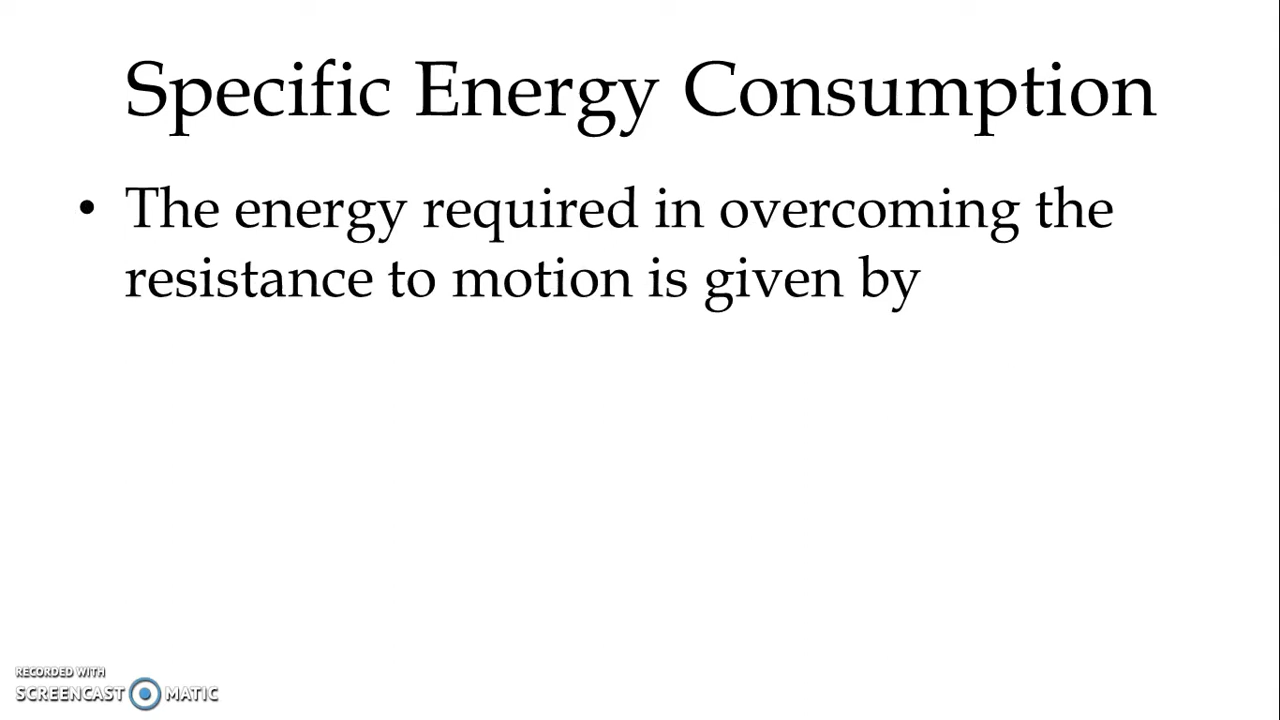 Specific Energy Consumption
• The energy required in overcoming the
resistance to motion is given by
RECORDED WITH
SCREENCAST MATIC